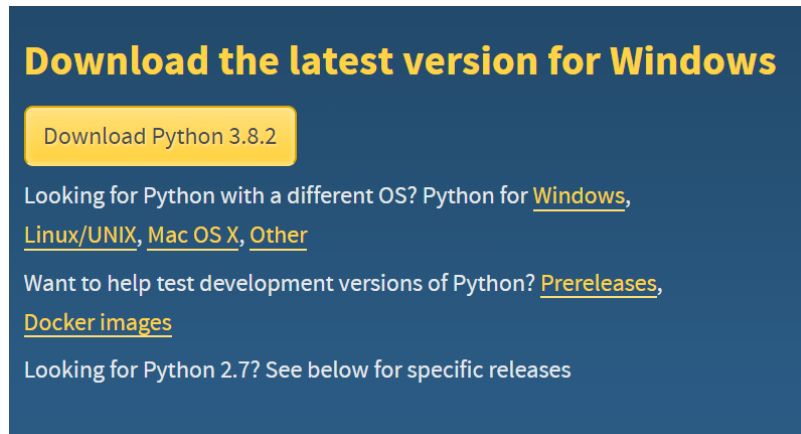 Download the latest version for Windows
Download Python 3.8.2
Looking for Python with a different OS? Python for Windows,
Linux/UNIX, Mac OS X, Other
Want to help test development versions of Python? Prereleases,
Docker images
Looking for Python 2.7? See below for specific releases